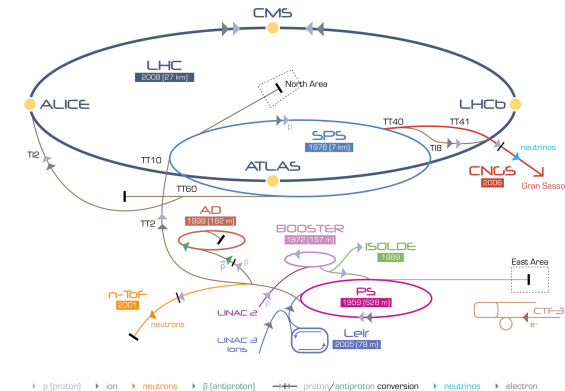 CMS
LHC
2008 (27 km)
North Area
ALICE
LHCb
TT40
TT41
SPS
1976 (7 km)
p
TI2
TI8
TT10
ATLAS
CNGS
2006
neutrinos
Gran Sasso
TT60
AD
1999 (182 m)
TT2
BOOSTER
1972 (157 m)
ISOLDE
1989
p̅
p
East Area
n-ToF
2001
neutrons
LINAC 2
p
PS
1959 (628 m)
CTF3
e-
LINAC 3
Ions
Leir
2005 (78 m)
p (proton)
ion
neutrons
p̅ (antiproton)
proton/antiproton conversion
neutrinos
electron